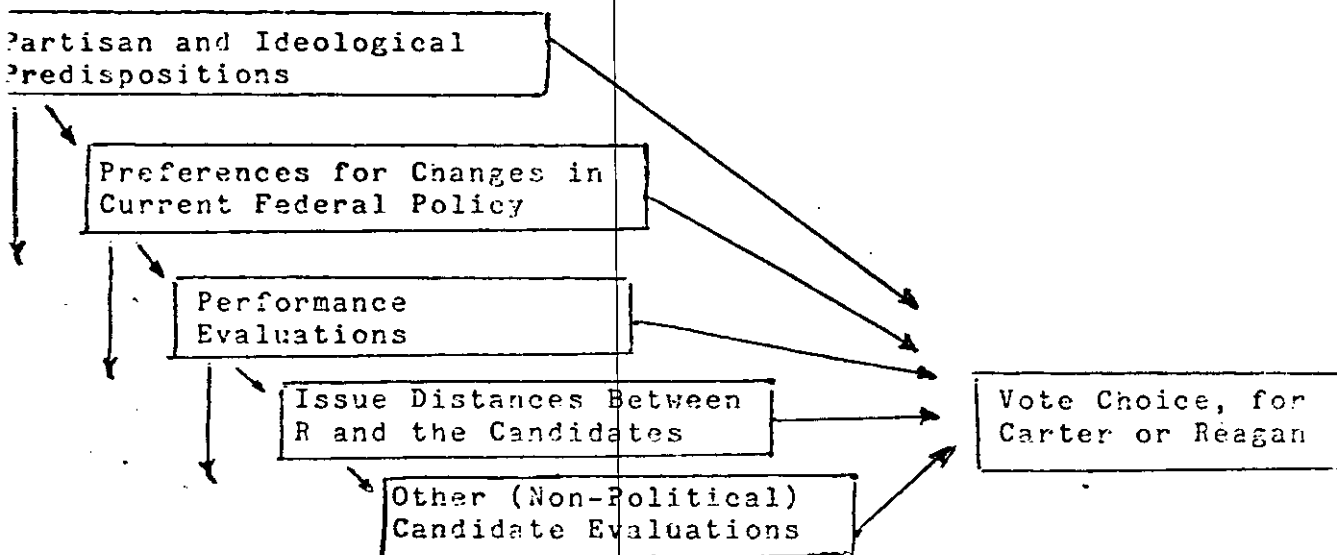 Partisan and Ideological
Predispositions
Preferences for Changes in
Current Federal Policy
Performance
Evaluations
Issue Distances Between
R and the Candidates
Vote Choice, for
Carter or Reagan
Other (Non-Political)
Candidate Evaluations